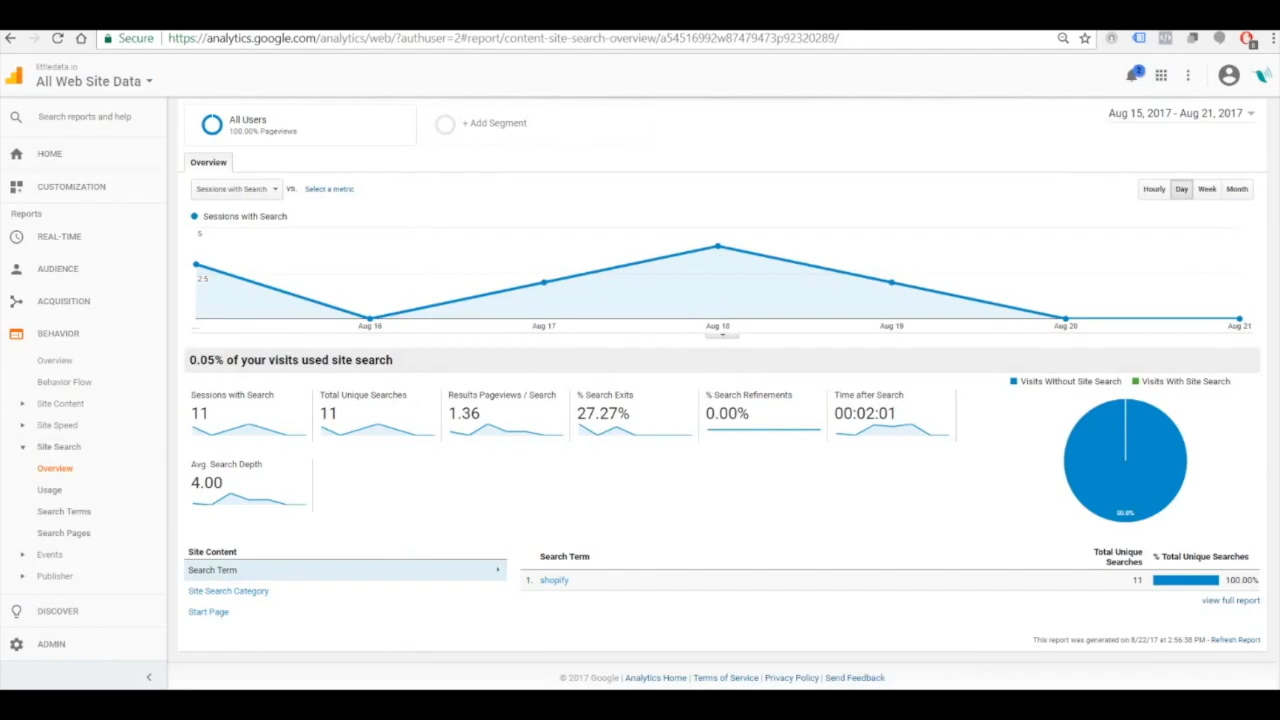 Secure https://analytics.google.com/analytics/web/?authuser=2#report/content-site-search-overview/a54516992w87479473p92320289/
littledata.io
All Web Site Data
2
Search reports and help
HOME
CUSTOMIZATION
Reports
REAL-TIME
AUDIENCE
ACQUISITION
BEHAVIOR
Overview
Behavior Flow
Site Content
Site Speed
Site Search
Overview
Usage
Search Terms
Search Pages
Events
Publisher
DISCOVER
ADMIN
All Users
100.00% Pageviews
+ Add Segment
Aug 15, 2017 - Aug 21, 2017
Overview
Sessions with Search VS. Select a metric
Hourly Day Week Month
Sessions with Search
5
2.5
... Aug 16 Aug 17 Aug 18 Aug 19 Aug 20 Aug 21
0.05% of your visits used site search
Sessions with Search
11
Total Unique Searches
11
Results Pageviews / Search
1.36
% Search Exits
27.27%
% Search Refinements
0.00%
Time after Search
00:02:01
Avg. Search Depth
4.00
Visits Without Site Search Visits With Site Search
Site Content
Search Term
Site Search Category
Start Page
Search Term Total Unique Searches % Total Unique Searches
1. shopify 11 100.00%
view full report
This report was generated on 8/22/17 at 2:56:38 PM - Refresh Report
© 2017 Google | Analytics Home | Terms of Service | Privacy Policy | Send Feedback